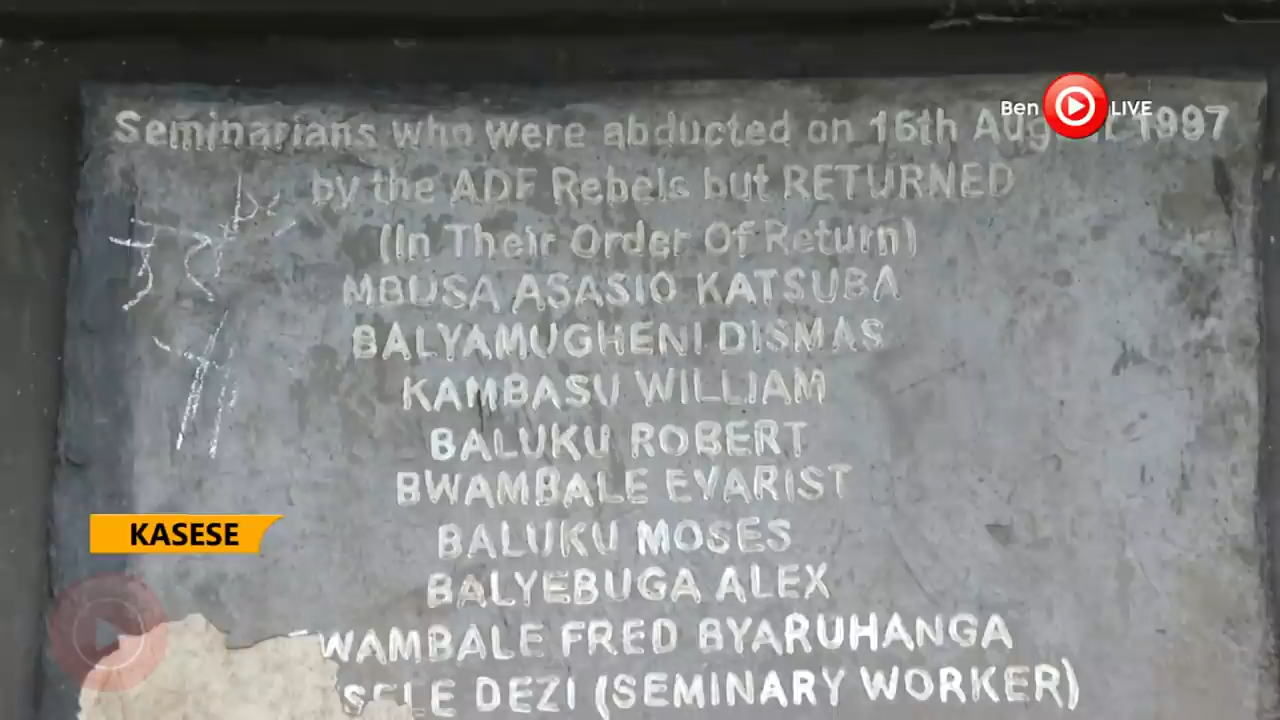 Ben LIVE
Seminarians who were abducted on 16th Aug 1997
by the ADF Rebels but RETURNED
(In Their Order Of Return)
MBUSA ASASIO KATSUBA
BALYAMUGHENI DISMAS
KAMBASU WILLIAM
BALUKU ROBERT
BWAMBALE EVARIST
KASESE
BALUKU MOSES
BALYEBUGA ALEX
WAMBALE FRED BYARUHANGA
DEZI (SEMINARY WORKER)